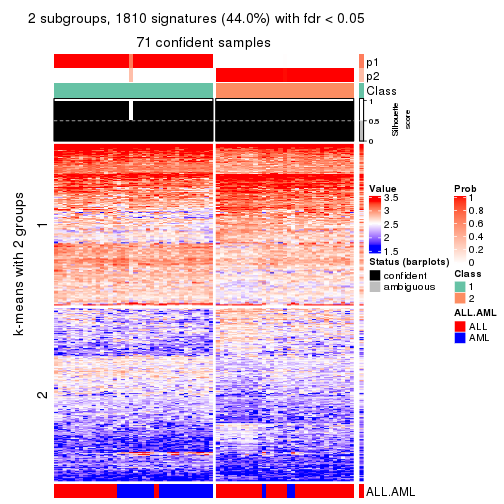 2 subgroups, 1810 signatures (44.0%) with fdr < 0.05
71 confident samples
p1
p2
Class
1
0.5
0
Silhouette
score
k-means with 2 groups
1
2
ALL.AML
Value
3.5
3
2.5
2
1.5
Status (barplots)
confident
ambiguous
Prob
1
0.8
0.6
0.4
0.2
0
Class
1
2
ALL.AML
ALL
AML